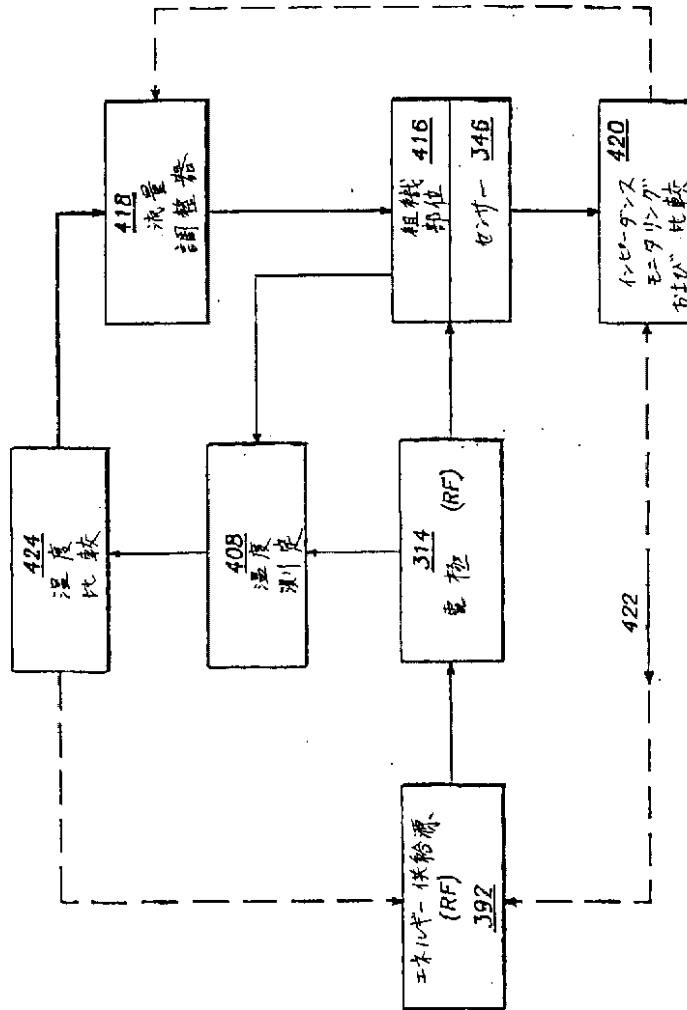 424
温度
比較
418
流量
調整器
408
温度
測定
組織 416
部位
センサー 346
314
電極 (RF)
420
インピーダンス
モニタリング
および 比較
エネルギー供給源
(RF)
392
422